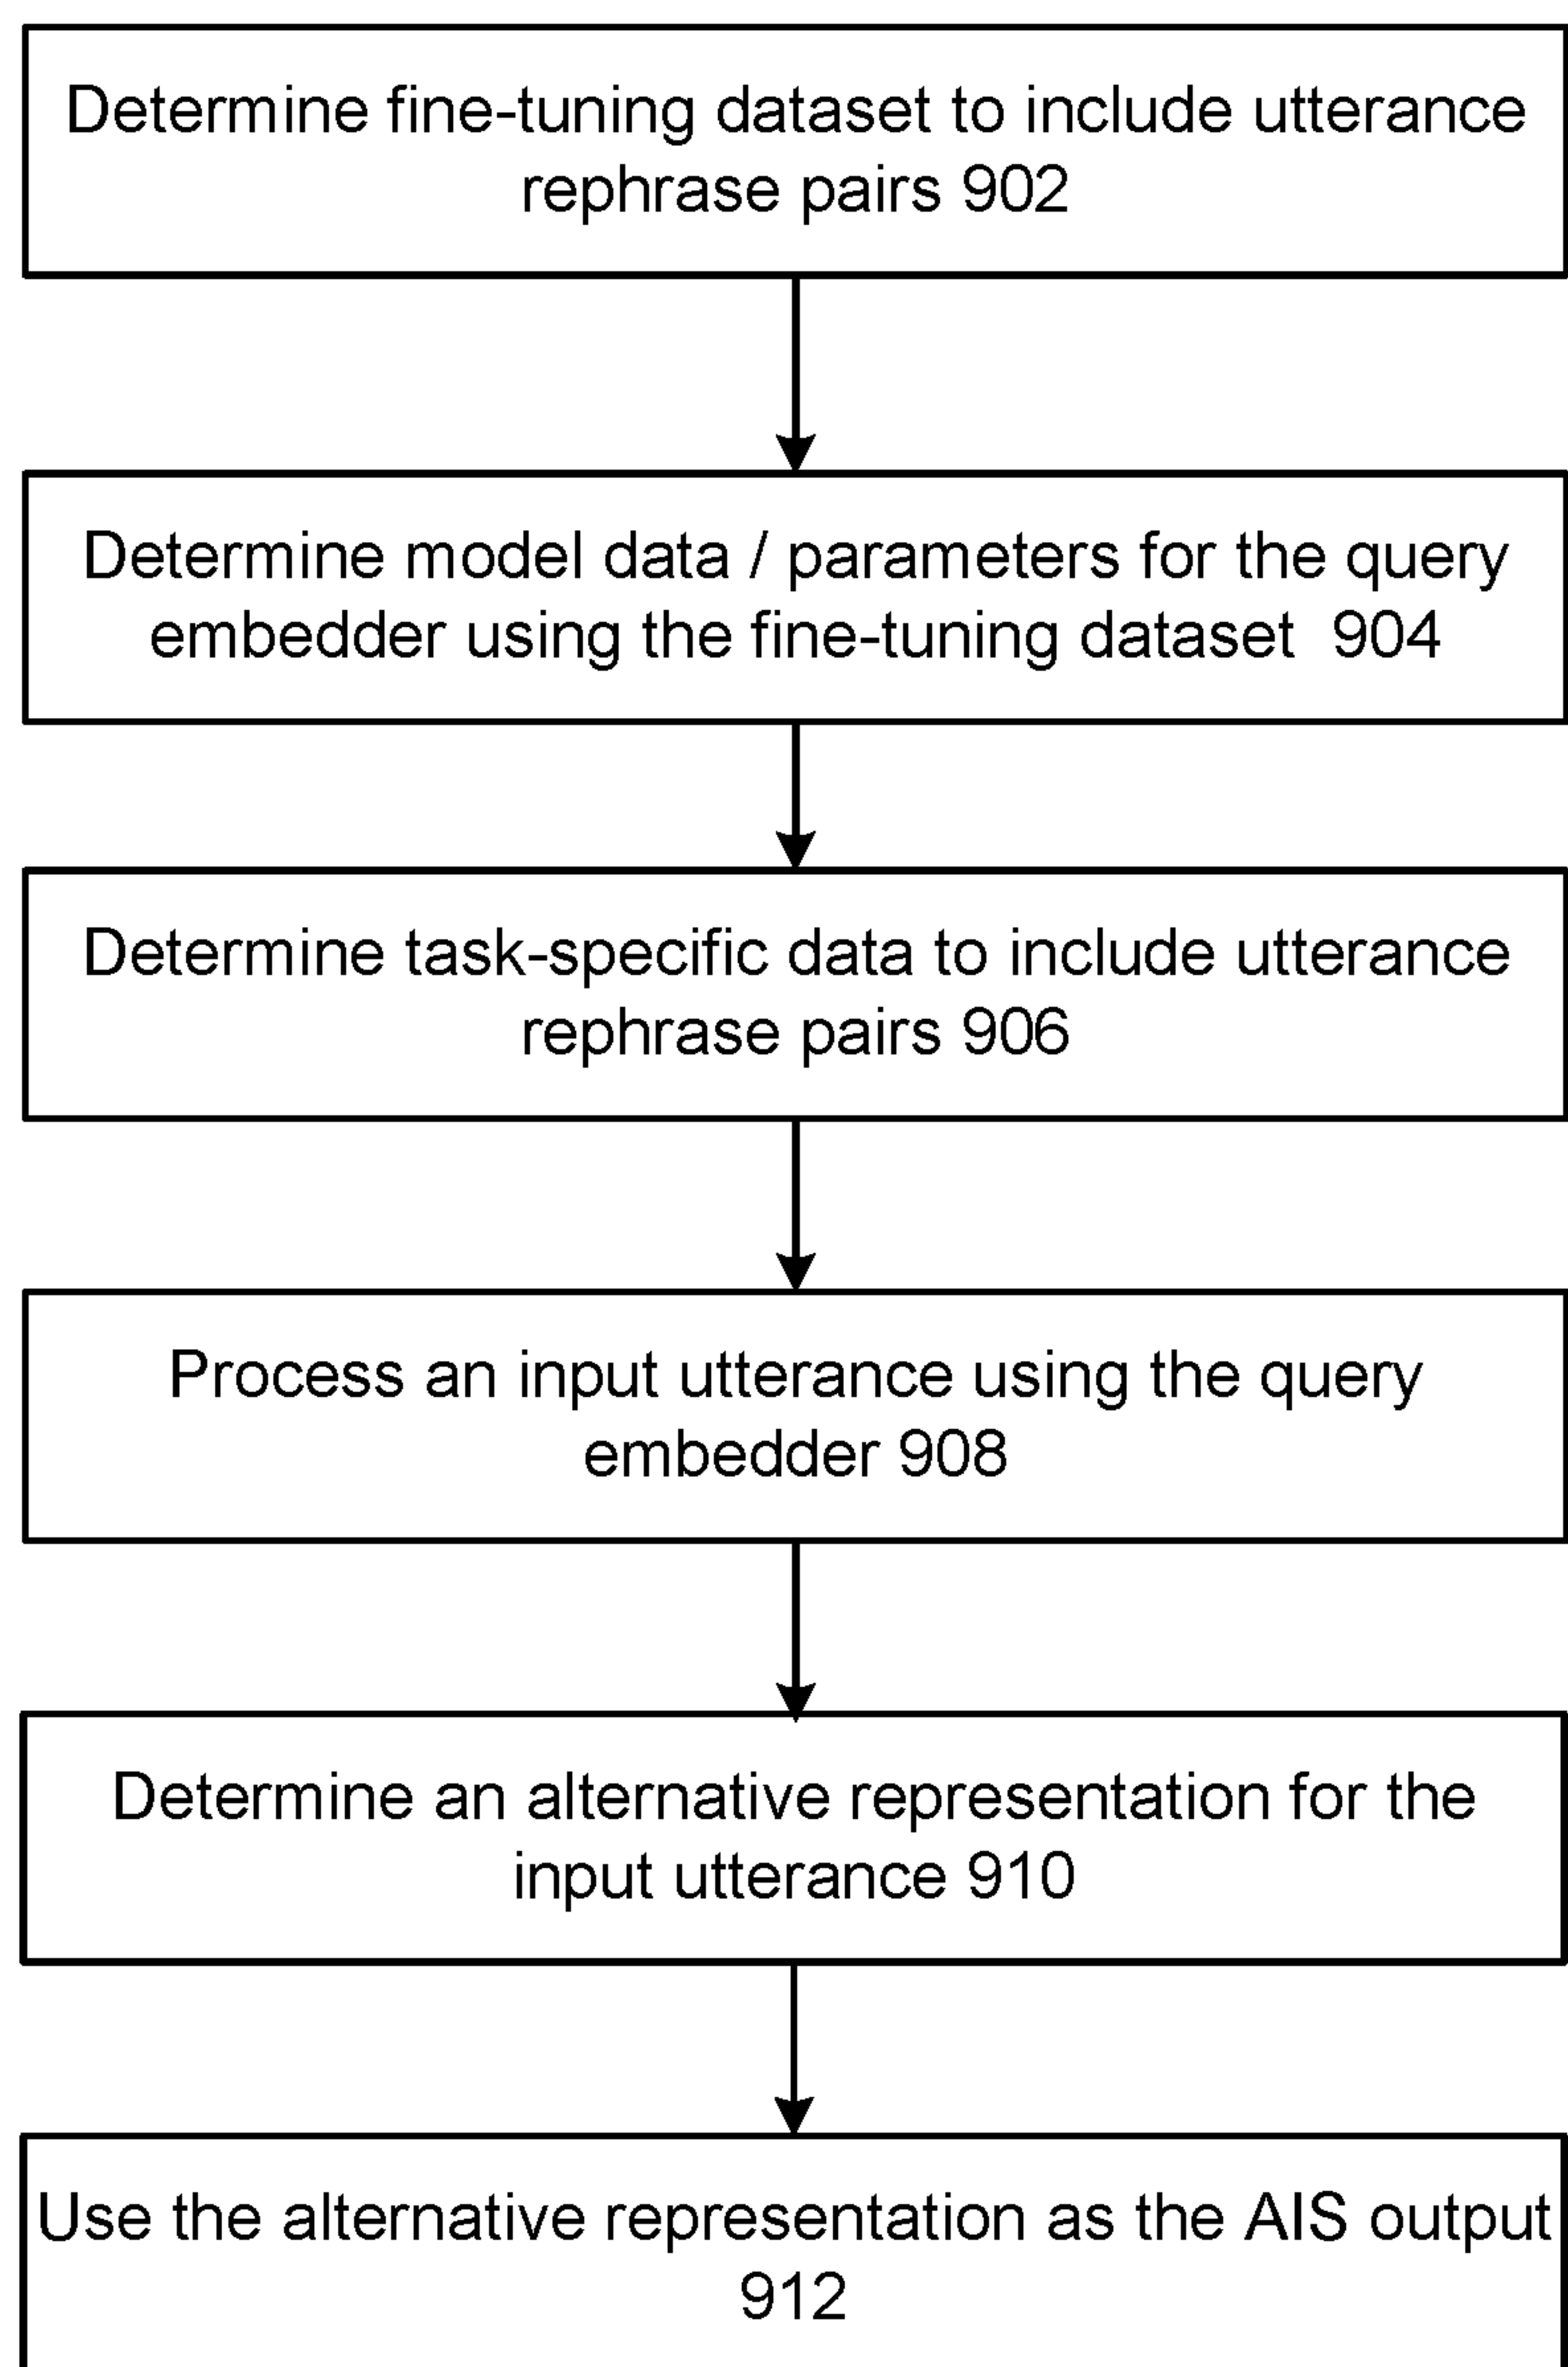 Determine fine-tuning dataset to include utterance
rephrase pairs 902
Determine model data / parameters for the query
embedder using the fine-tuning dataset 904
Determine task-specific data to include utterance
rephrase pairs 906
Process an input utterance using the query
embedder 908
Determine an alternative representation for the
input utterance 910
Use the alternative representation as the AIS output
912